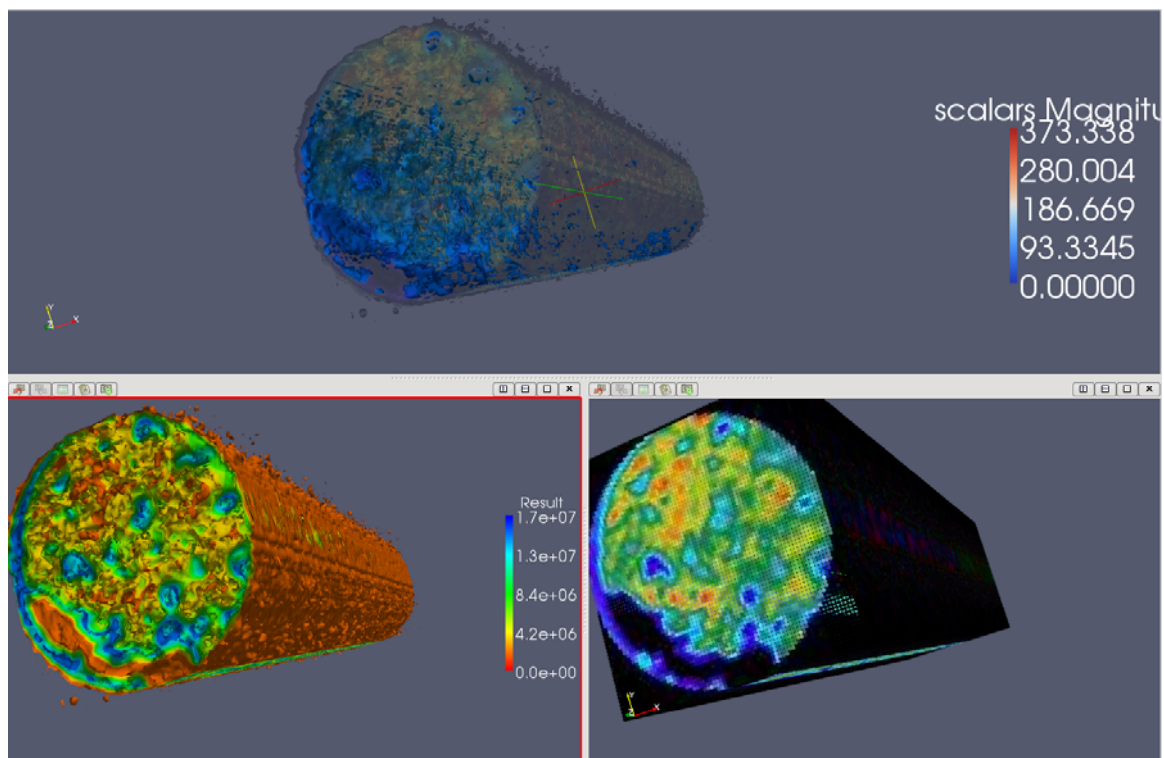 scalars Magnitu
373.338
280.004
186.669
93.3345
0.00000
Y
Z
X
Result
1.7e+07
1.3e+07
8.4e+06
4.2e+06
0.0e+00
Y
Z
X